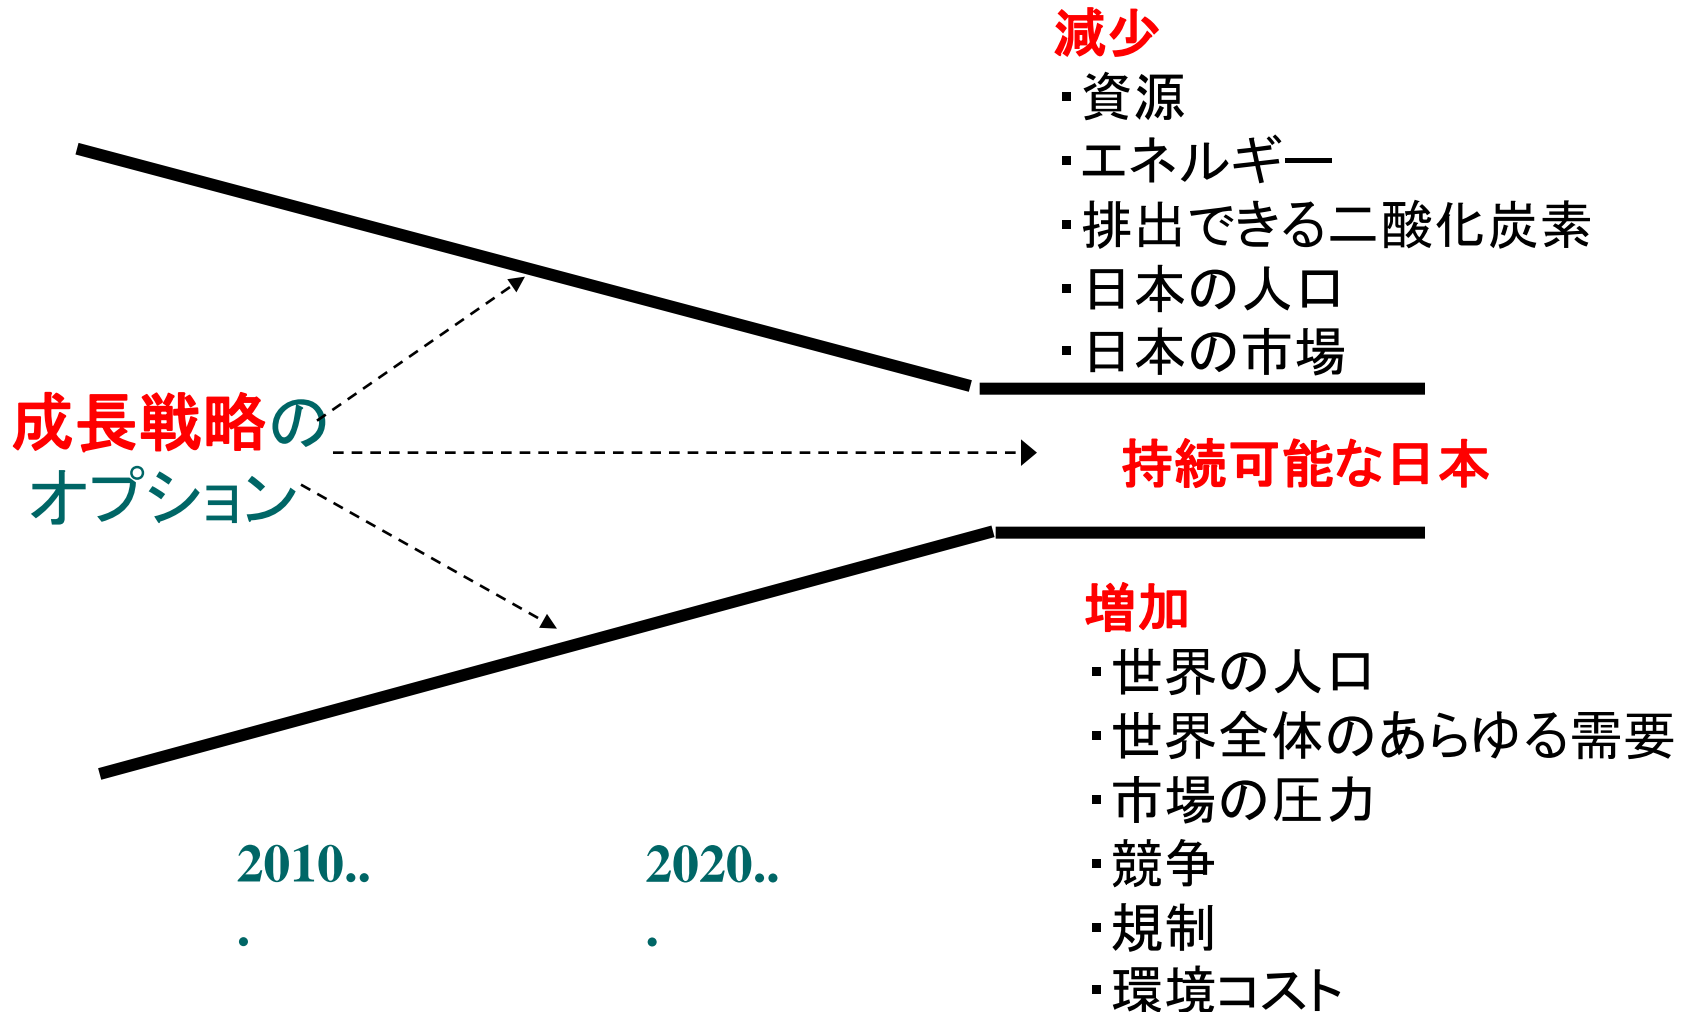 減少
・資源
・エネルギー
・排出できる二酸化炭素
・日本の人口
・日本の市場
成長戦略の
オプション
持続可能な日本
増加
・世界の人口
・世界全体のあらゆる需要
・市場の圧力
・競争
・規制
・環境コスト
2010..
.
2020..
.